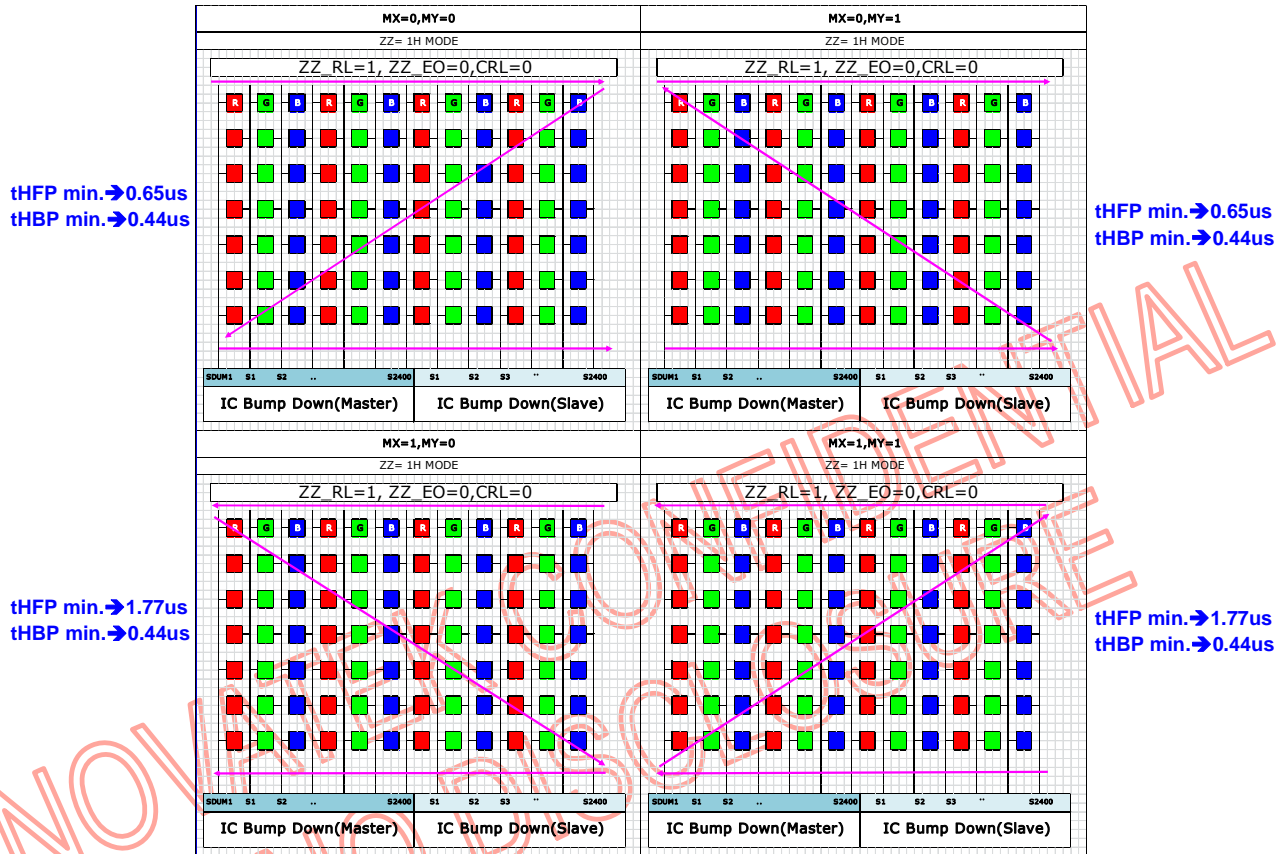 MX=0,MY=0
MX=0,MY=1
ZZ= 1H MODE
ZZ= 1H MODE
ZZ_RL=1, ZZ_EO=0,CRL=0
ZZ_RL=1, ZZ_EO=0,CRL=0
R G B R G B R G B R G B
R G B R G B R G B R G B
tHFP min.➔0.65us
tHBP min.➔0.44us
tHFP min.➔0.65us
tHBP min.➔0.44us
SDUM1 S1 S2 .. S2400 S1 S2 S3 .. S2400
SDUM1 S1 S2 .. S2400 S1 S2 S3 .. S2400
IC Bump Down(Master) IC Bump Down(Slave)
IC Bump Down(Master) IC Bump Down(Slave)
MX=1,MY=0
MX=1,MY=1
ZZ= 1H MODE
ZZ= 1H MODE
ZZ_RL=1, ZZ_EO=0,CRL=0
ZZ_RL=1, ZZ_EO=0,CRL=0
R G B R G B R G B R G B
R G B R G B R G B R G B
tHFP min.➔1.77us
tHBP min.➔0.44us
tHFP min.➔1.77us
tHBP min.➔0.44us
SDUM1 S1 S2 .. S2400 S1 S2 S3 .. S2400
SDUM1 S1 S2 .. S2400 S1 S2 S3 .. S2400
IC Bump Down(Master) IC Bump Down(Slave)
IC Bump Down(Master) IC Bump Down(Slave)
NOVATEK CONFIDENTIAL
NO DISCLOSURE